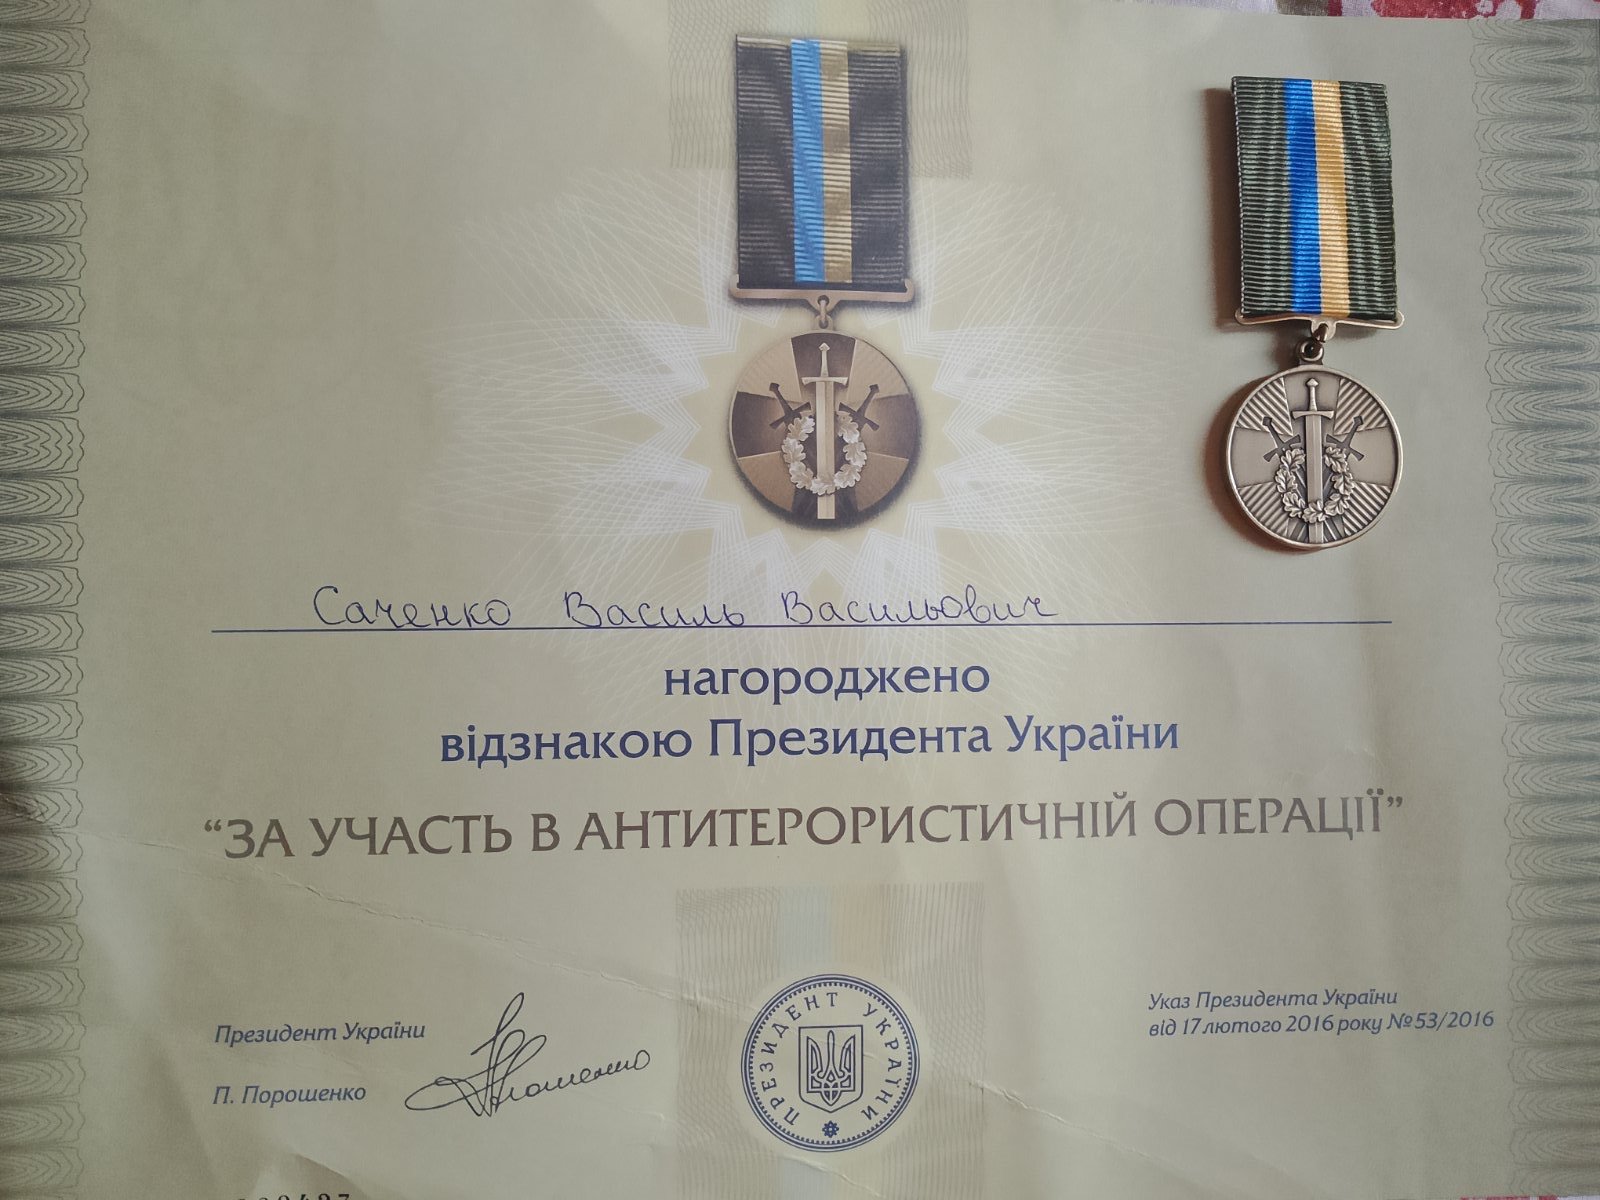 Саченко Василь Васильович
нагороджено
відзнакою Президента України
“ЗА УЧАСТЬ В АНТИТЕРОРИСТИЧНІЙ ОПЕРАЦІЇ”
Президент України
П. Порошенко
ПРЕЗИДЕНТ УКРАЇНИ
Указ Президента України
від 17 лютого 2016 року №53/2016